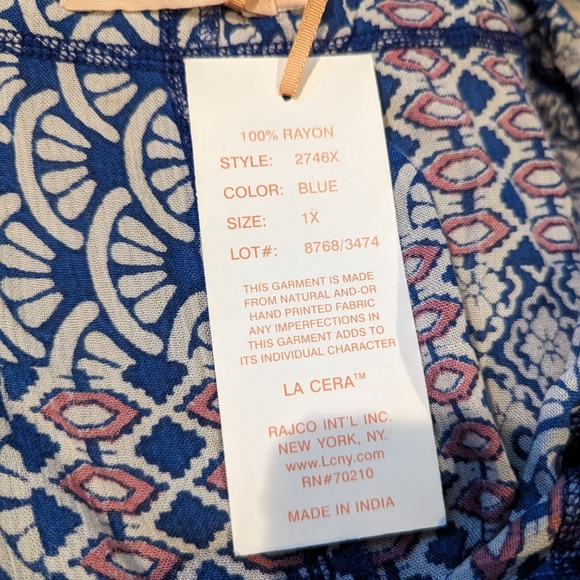 100% RAYON
STYLE: 2746X
COLOR: BLUE
SIZE: 1X
LOT#: 8768/3474
THIS GARMENT IS MADE
FROM NATURAL AND-OR
HAND PRINTED FABRIC
ANY IMPERFECTIONS IN
THIS GARMENT ADDS TO
ITS INDIVIDUAL CHARACTER
LA CERA™
RAJCO INT'L INC.
NEW YORK, NY.
www.Lcny.com
RN#70210
MADE IN INDIA